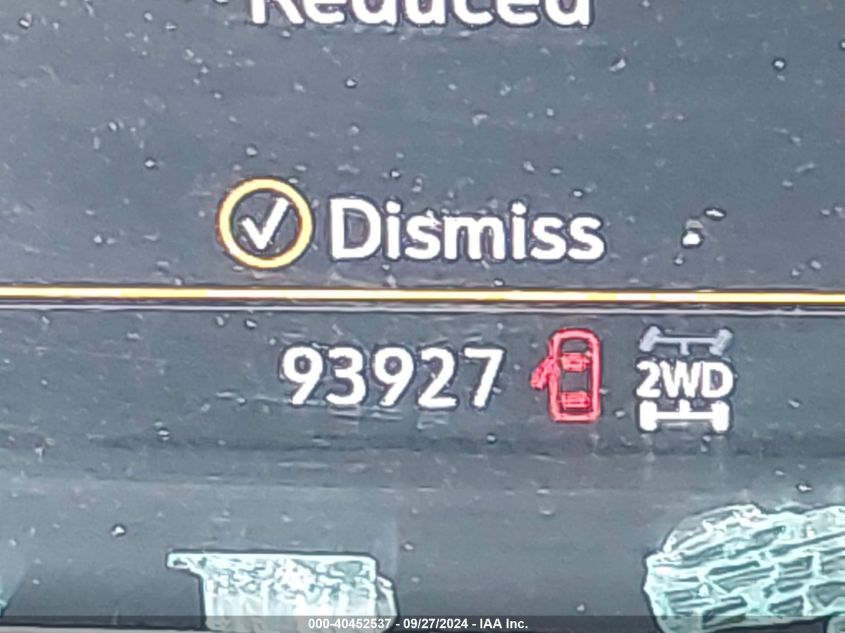 Reduced
Dismiss
93927
2WD
000-40452537 - 09/27/2024 - IAA Inc.